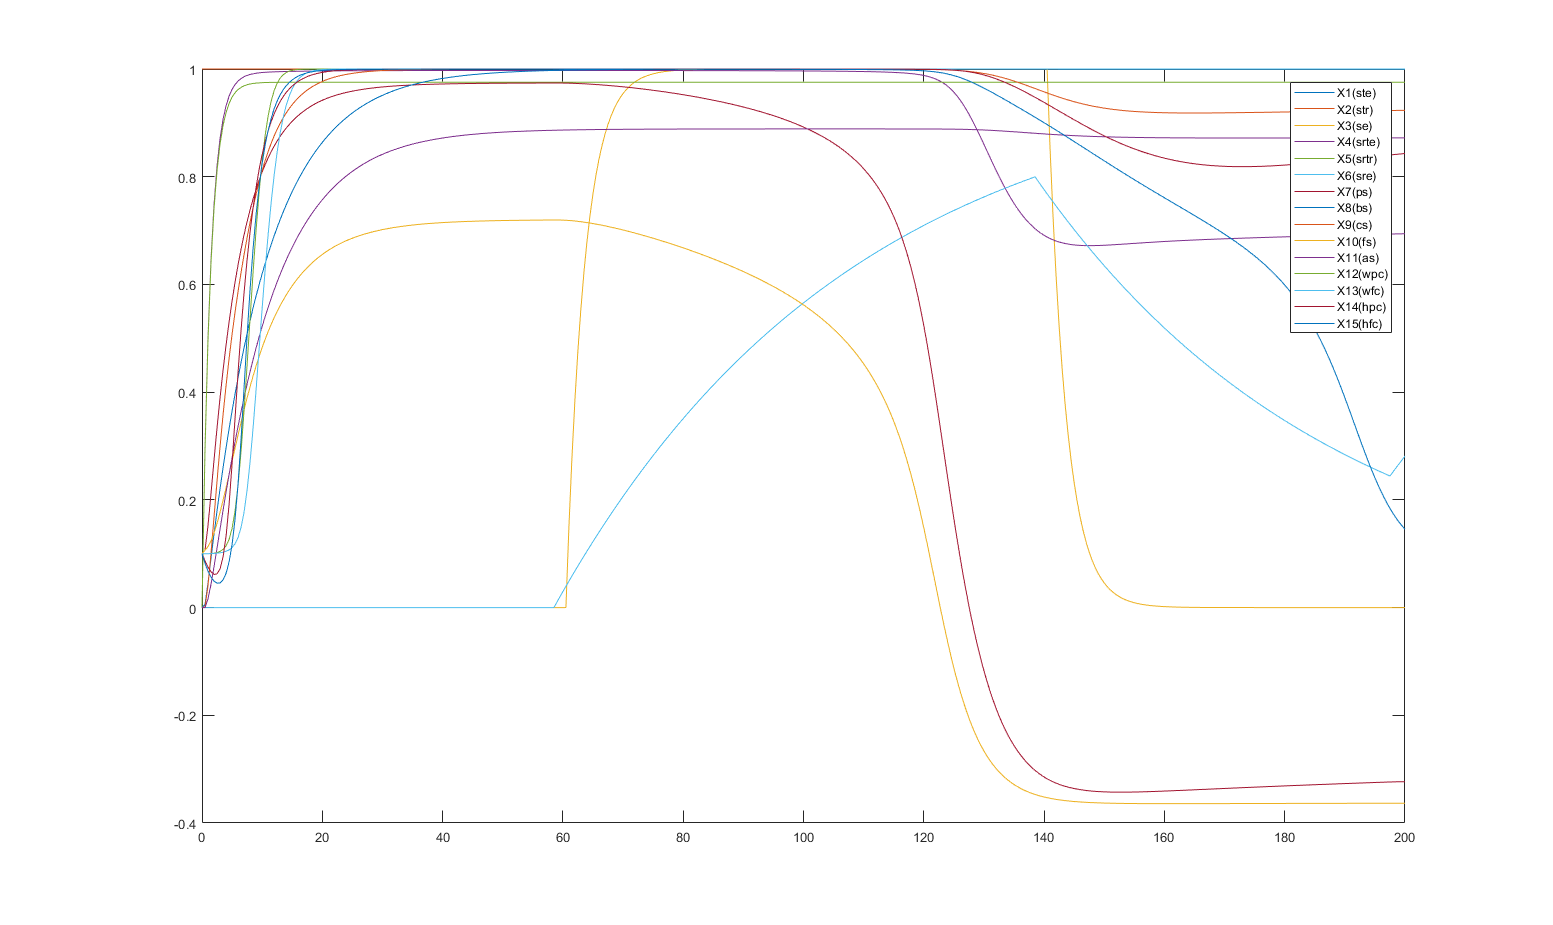 1
0.8
0.6
0.4
0.2
0
-0.2
-0.4
0 20 40 60 80 100 120 140 160 180 200
X1(ste)
X2(str)
X3(se)
X4(srte)
X5(srtr)
X6(sre)
X7(ps)
X8(bs)
X9(cs)
X10(fs)
X11(as)
X12(wpc)
X13(wfc)
X14(hpc)
X15(hfc)